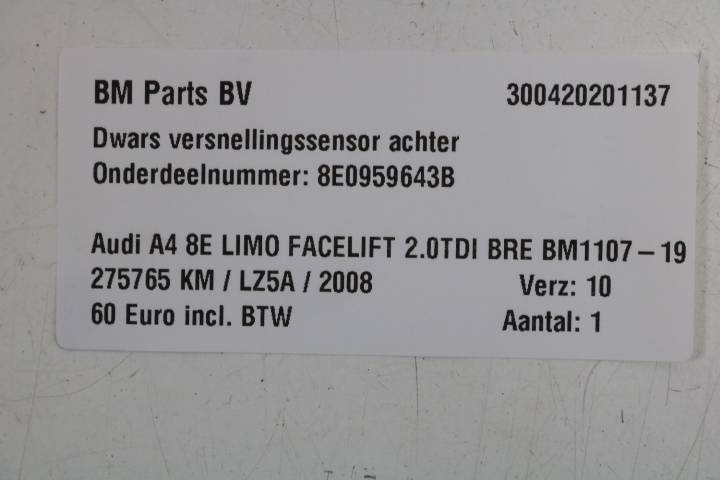 BM Parts BV 300420201137
Dwars versnellingssensor achter
Onderdeelnummer: 8E0959643B
Audi A4 8E LIMO FACELIFT 2.0TDI BRE BM1107-19
275765 KM / LZ5A / 2008 Verz: 10
60 Euro incl. BTW Aantal: 1